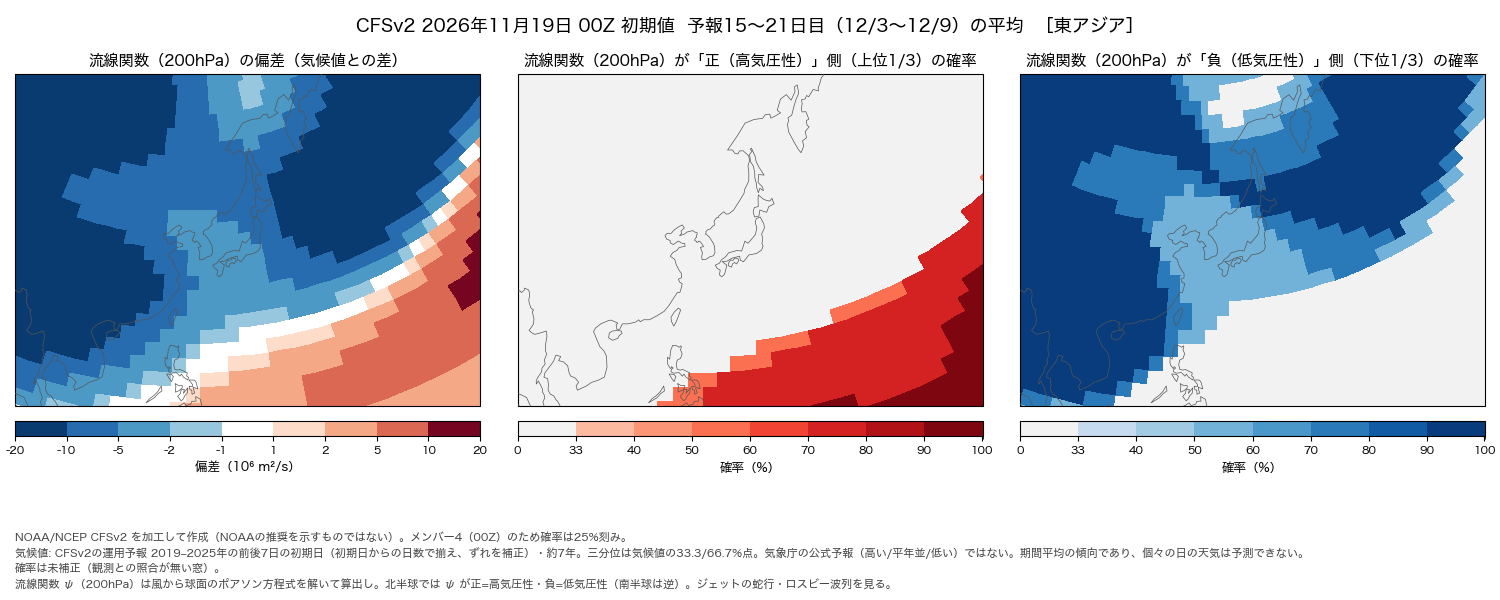 CFSv2 2026年11月19日 00Z 初期値 予報15～21日目（12/3～12/9）の平均 ［東アジア］
流線関数（200hPa）の偏差（気候値との差）
流線関数（200hPa）が「正（高気圧性）」側（上位1/3）の確率
流線関数（200hPa）が「負（低気圧性）」側（下位1/3）の確率
-20 -10 -5 -2 -1 1 2 5 10 20
偏差（10⁶ m²/s）
0 33 40 50 60 70 80 90 100
確率（%）
0 33 40 50 60 70 80 90 100
確率（%）
NOAA/NCEP CFSv2 を加工して作成（NOAAの推奨を示すものではない）。メンバー4（00Z）のため確率は25%刻み。
気候値: CFSv2の運用予報 2019–2025年の前後7日の初期日（初期日からの日数で揃え、ずれを補正）・約7年。三分位は気候値の33.3/66.7%点。気象庁の公式予報（高い/平年並/低い）ではない。期間平均の傾向であり、個々の日の天気は予測できない。
確率は未補正（観測との照合が無い窓）。
流線関数 ψ（200hPa）は風から球面のポアソン方程式を解いて算出し。北半球では ψ が正=高気圧性・負=低気圧性（南半球は逆）。ジェットの蛇行・ロスビー波列を見る。